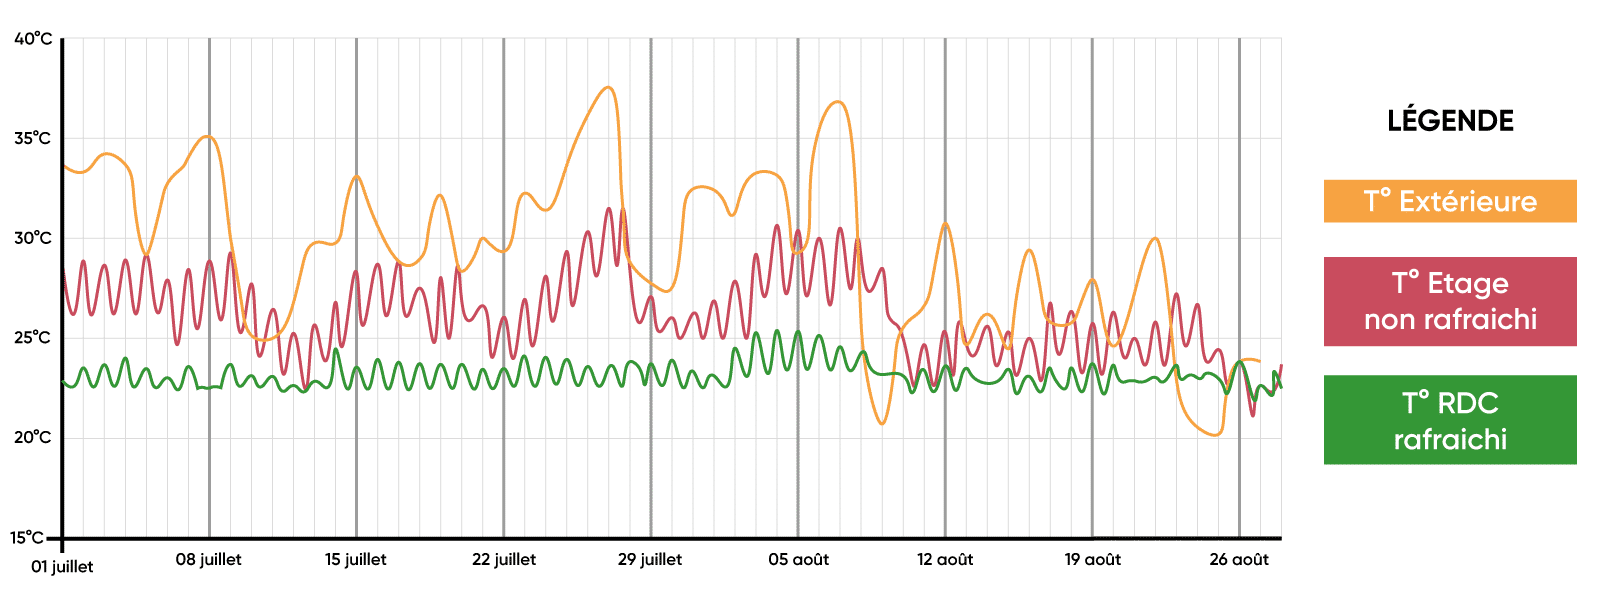 40°C
35°C
30°C
25°C
20°C
15°C
01 juillet
08 juillet
15 juillet
22 juillet
29 juillet
05 août
12 août
19 août
26 août
LÉGENDE
T° Extérieure
T° Etage
non rafraichi
T° RDC
rafraichi